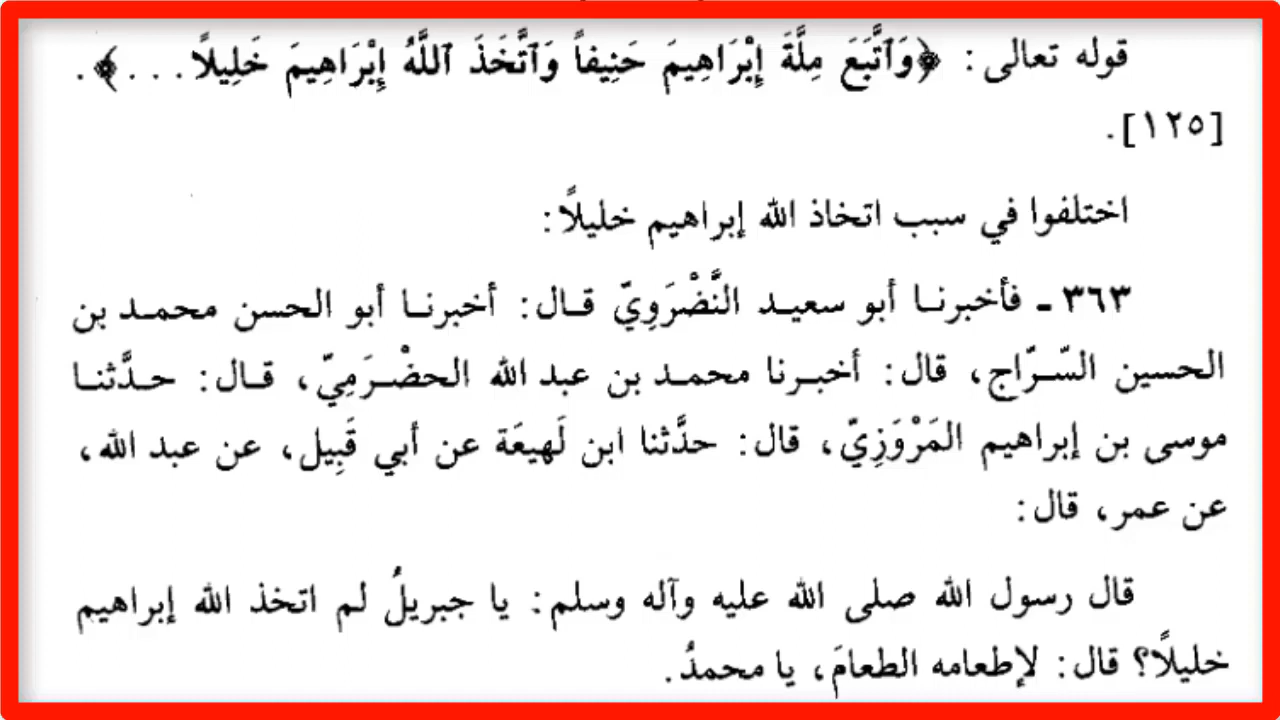 قوله تعالى: ﴿وَٱتَّبَعَ مِلَّةَ إِبْرَاهِيمَ حَنِيفاً وَٱتَّخَذَ ٱللَّهُ إِبْرَاهِيمَ خَلِيلًا...﴾.
[١٢٥].
اختلفوا في سبب اتخاذ الله إبراهيم خليلًا:
٣٦٣ ـ فأخبرنا أبو سعيد النَّضْرَوِيّ قال: أخبرنا أبو الحسن محمد بن
الحسين السّرّاج، قال: أخبرنا محمد بن عبد الله الحضْرَمِيّ، قال: حدَّثنا
موسى بن إبراهيم المَرْوَزِيّ، قال: حدَّثنا ابن لَهيعَة عن أبي قَبِيل، عن عبد الله،
عن عمر، قال:
قال رسول الله صلى الله عليه وآله وسلم: يا جبريلُ لم اتخذ الله إبراهيم
خليلًا؟ قال: لإطعامه الطعامَ، يا محمدُ.